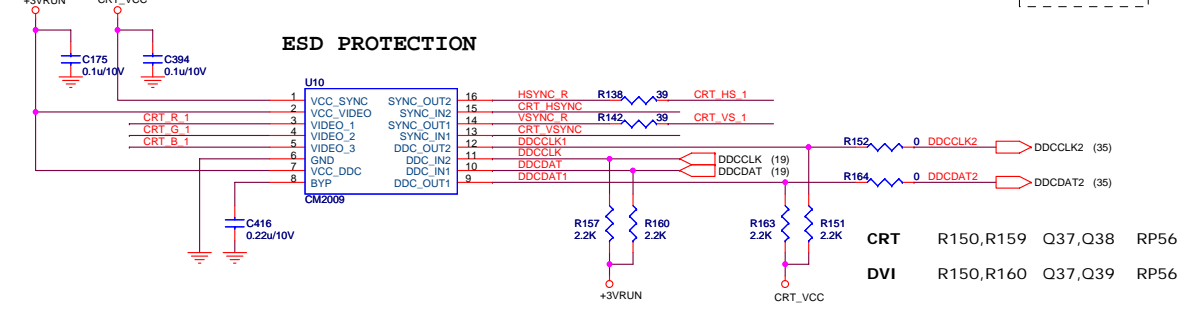 +3VRUN CRT_VCC
ESD PROTECTION
C175
0.1u/10V
C394
0.1u/10V
U10
1 VCC_SYNC SYNC_OUT2 16 HSYNC_R R138 39 CRT_HS_1
2 VCC_VIDEO SYNC_IN2 15 CRT_HSYNC
CRT_R_1 3 VIDEO_1 SYNC_OUT1 14 VSYNC_R R142 39 CRT_VS_1
CRT_G_1 4 VIDEO_2 SYNC_IN1 13 CRT_VSYNC
CRT_B_1 5 VIDEO_3 DDC_OUT2 12 DDCCLK1 R152 0 DDCCLK2 DDCCLK2 (35)
6 GND DDC_IN2 11 DDCCLK DDCCLK (19)
7 VCC_DDC DDC_IN1 10 DDCDAT DDCDAT (19)
8 BYP DDC_OUT1 9 DDCDAT1 R164 0 DDCDAT2 DDCDAT2 (35)
CM2009
C416
0.22u/10V
R157
2.2K
R160
2.2K
R163
2.2K
R151
2.2K
+3VRUN
CRT_VCC
CRT R150,R159 Q37,Q38 RP56
DVI R150,R160 Q37,Q39 RP56